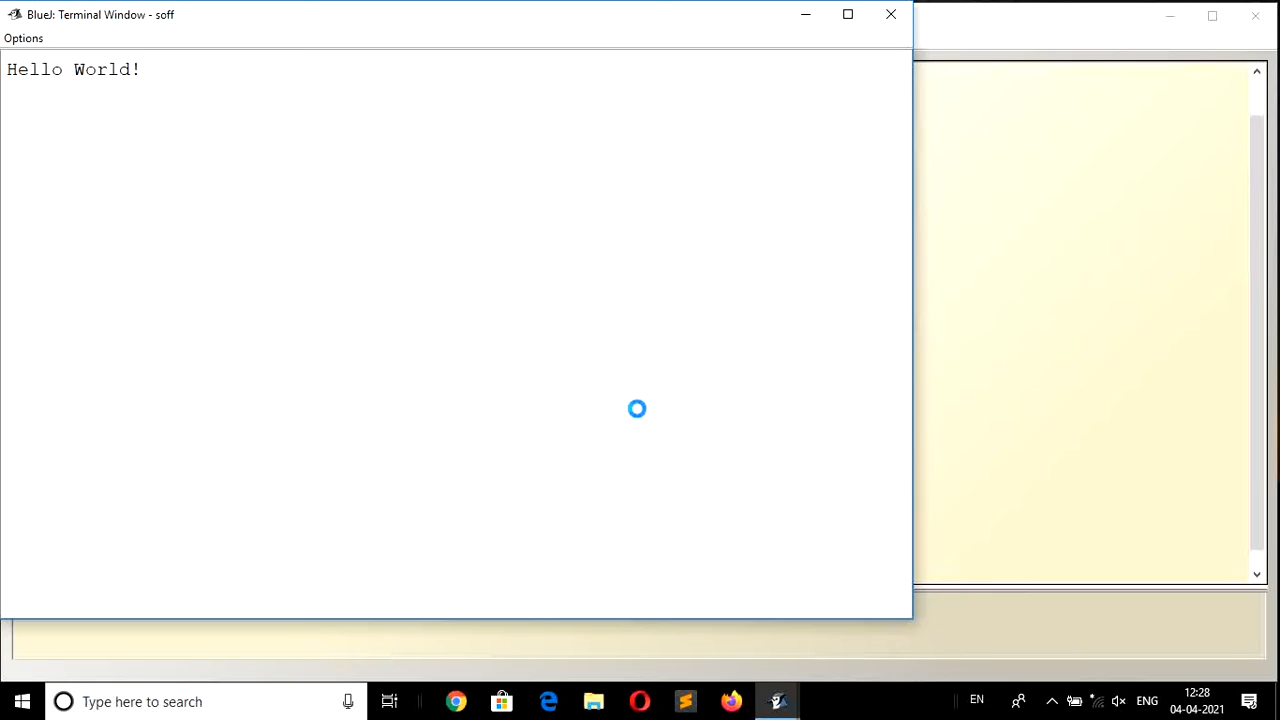 BlueJ: Terminal Window - soff
Options
Hello World!
Type here to search
EN
ENG
12:28
04-04-2021